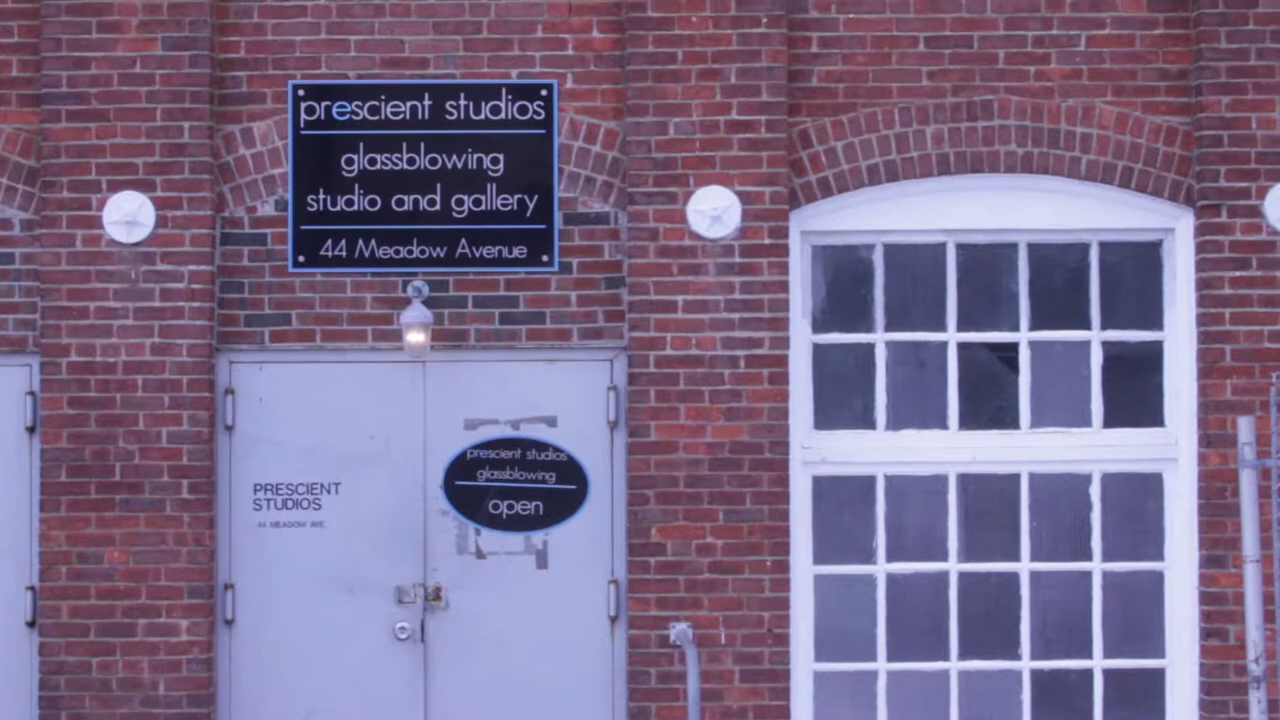 prescient studios
glassblowing
studio and gallery
44 Meadow Avenue
prescient studios
glassblowing
open
PRESCIENT
STUDIOS
44 MEADOW AVE.